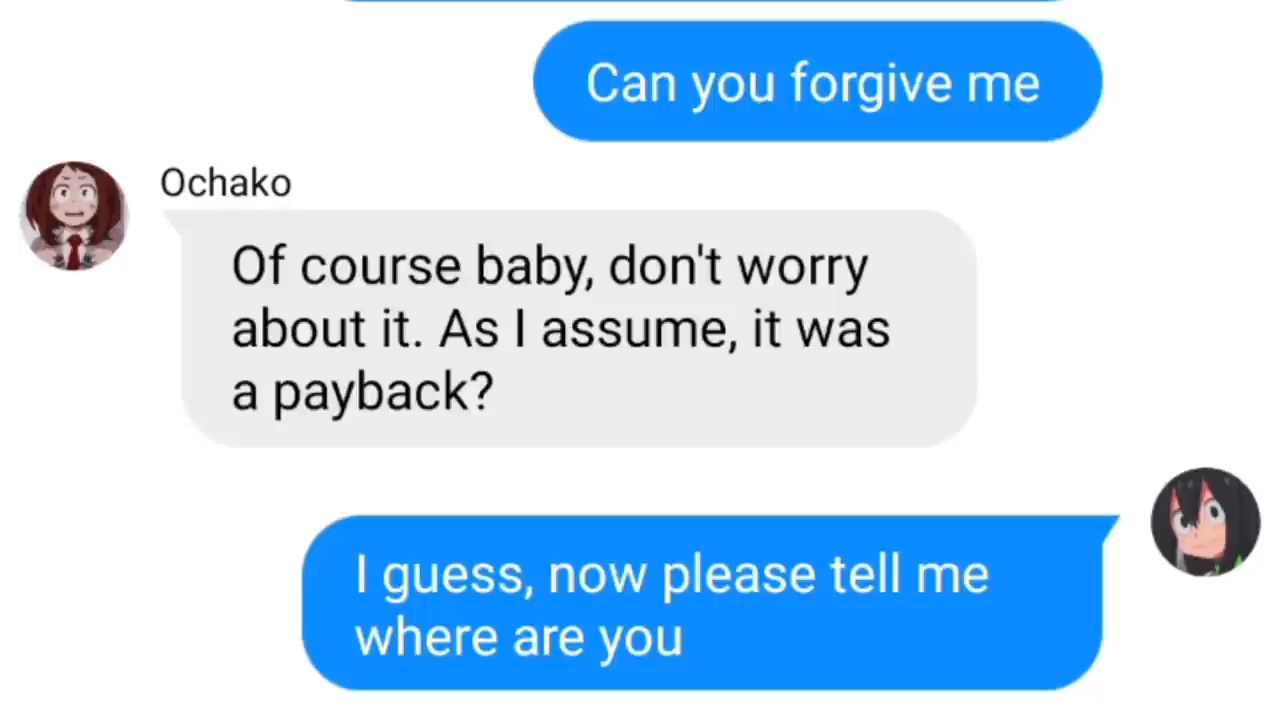 Can you forgive me
Ochako
Of course baby, don't worry
about it. As I assume, it was
a payback?
I guess, now please tell me
where are you